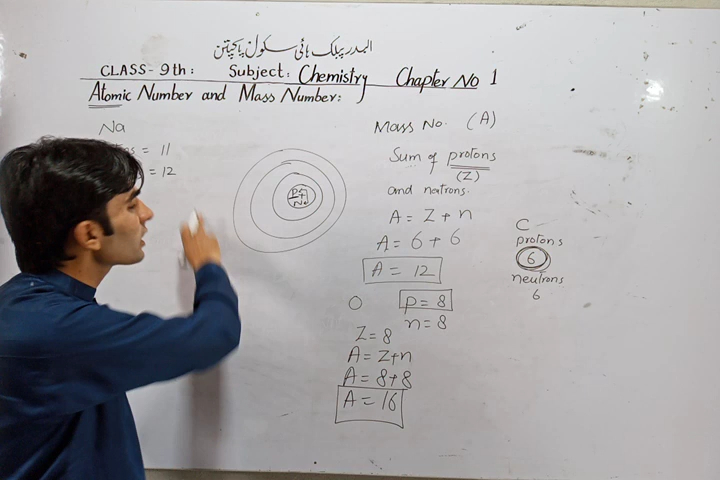 البدر پبلک ہائی سکول پاکپتن
CLASS-9th: Subject: Chemistry Chapter No 1
Atomic Number and Mass Number:
Na
= 11
= 12
P+
No
Mass No. (A)
Sum of protons
(Z)
and neutrons.
A = Z + n
A = 6 + 6
A = 12
O P = 8
n = 8
Z = 8
A = Z + n
A = 8 + 8
A = 16
C
protons
6
neutrons
6